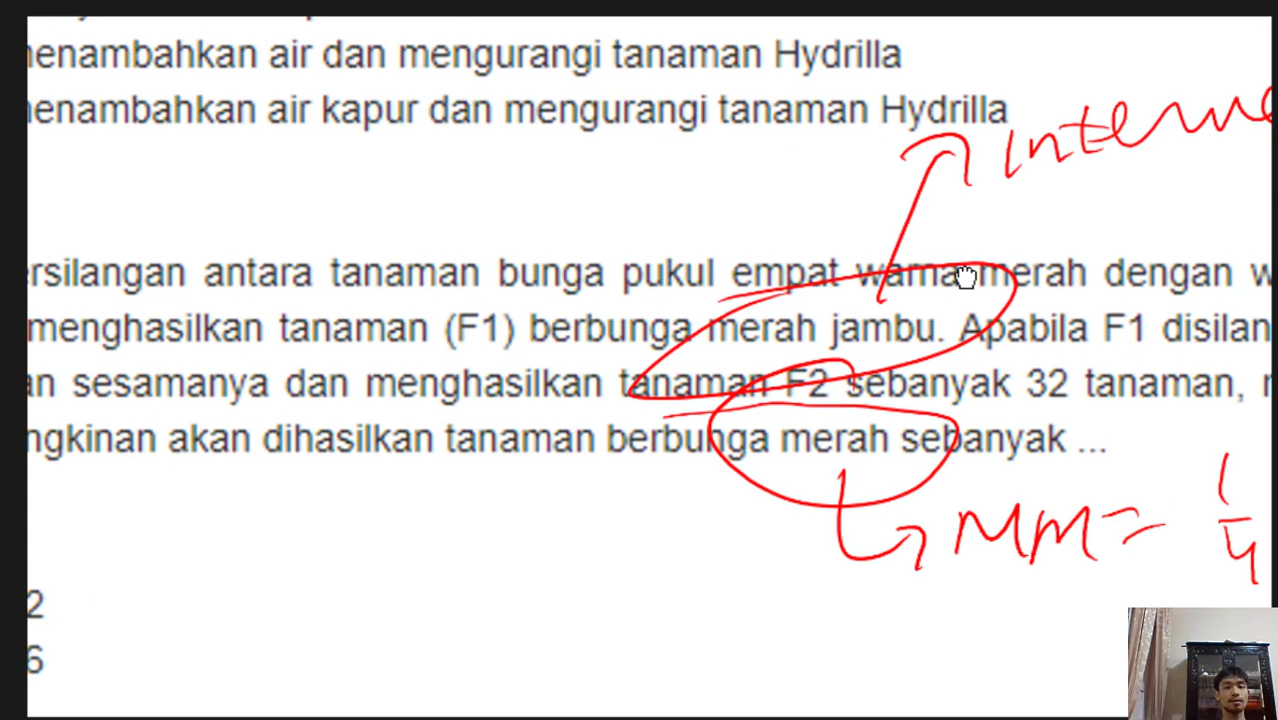 menambahkan air dan mengurangi tanaman Hydrilla
menambahkan air kapur dan mengurangi tanaman Hydrilla
interme
ersilangan antara tanaman bunga pukul empat warna merah dengan w
menghasilkan tanaman (F1) berbunga merah jambu. Apabila F1 disilan
an sesamanya dan menghasilkan tanaman F2 sebanyak 32 tanaman,
ngkinan akan dihasilkan tanaman berbunga merah sebanyak ...
MM = 1/4
2
6